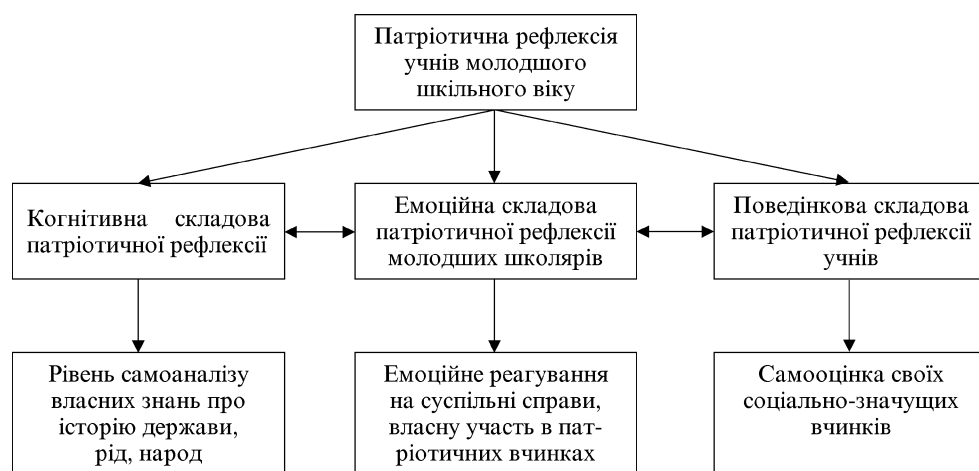 Патріотична рефлексія
учнів молодшого
шкільного віку
Когнітивна складова
патріотичної рефлексії
Емоційна складова
патріотичної рефлексії
молодших школярів
Поведінкова складова
патріотичної рефлексії
учнів
Рівень самоаналізу
власних знань про
історію держави,
рід, народ
Емоційне реагування
на суспільні справи,
власну участь в пат-
ріотичних вчинках
Самооцінка своїх
соціально-значущих
вчинків